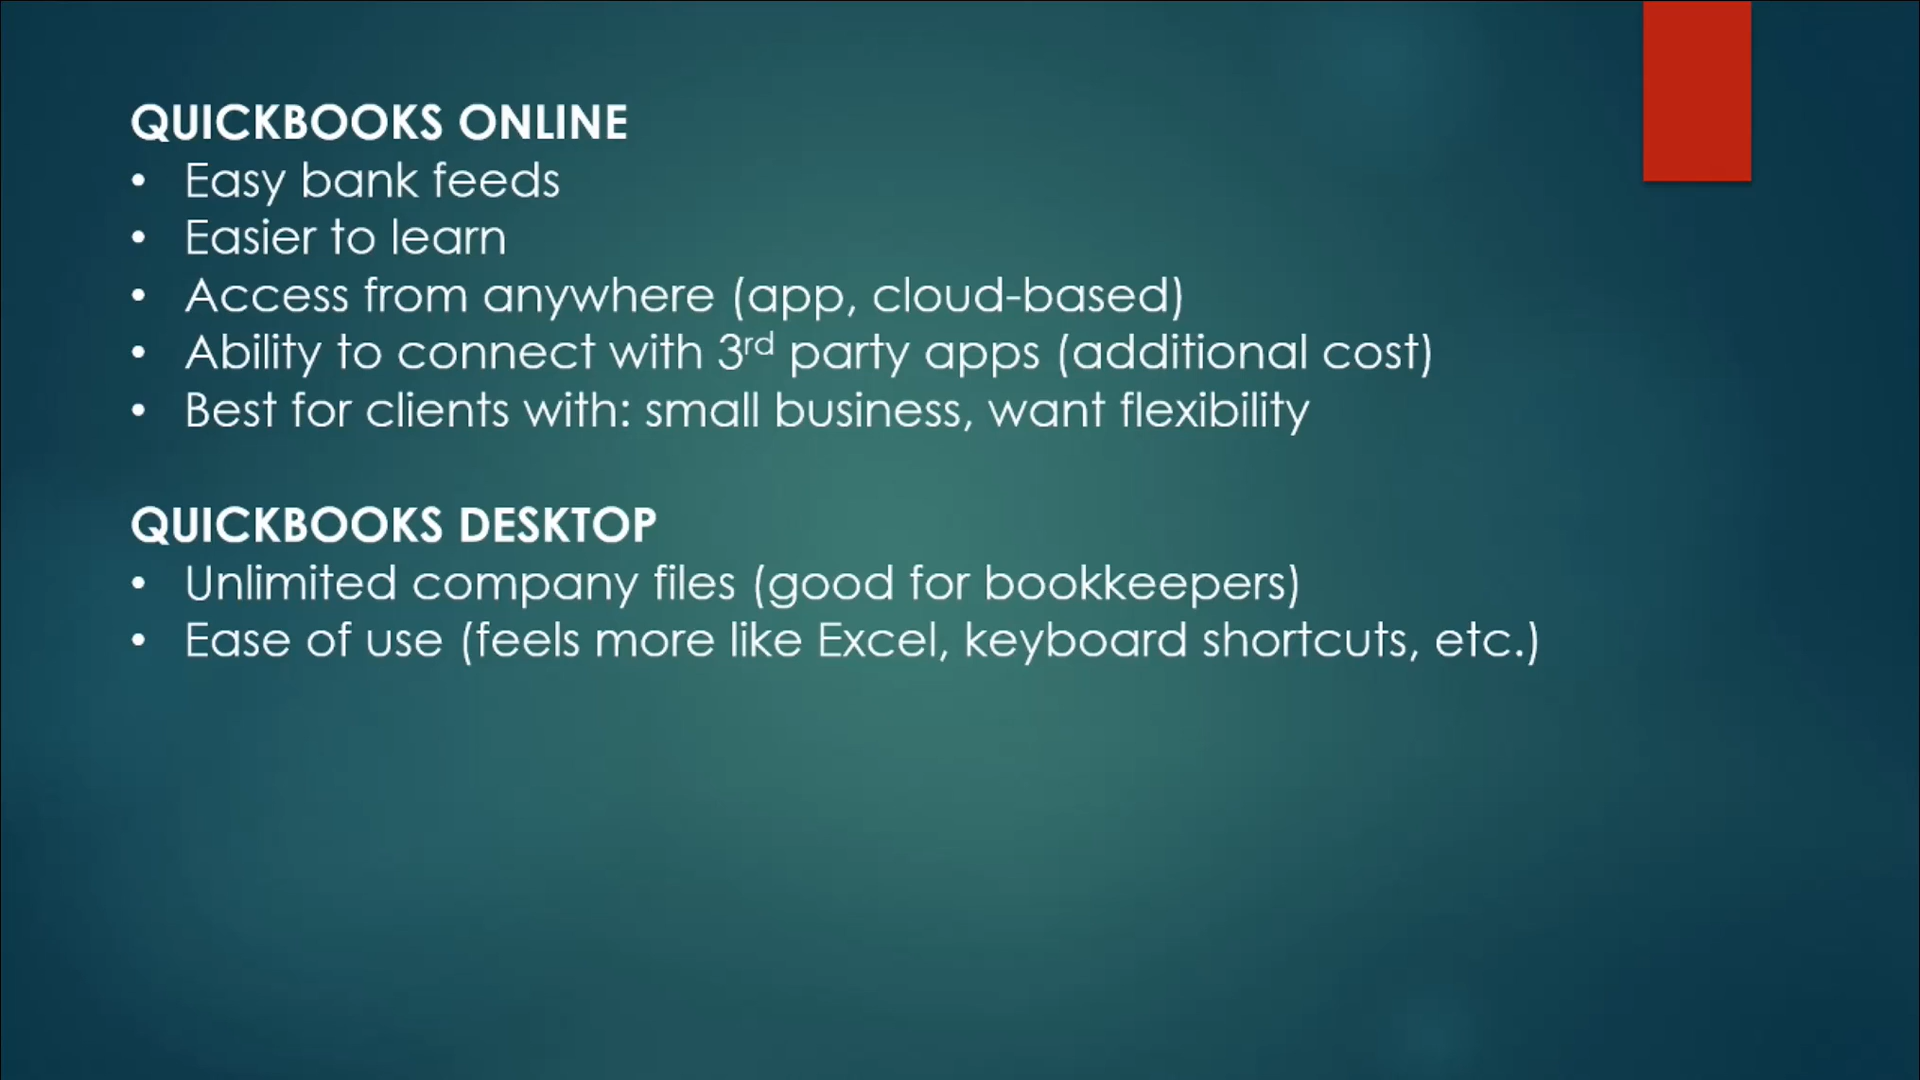 QUICKBOOKS ONLINE
• Easy bank feeds
• Easier to learn
• Access from anywhere (app, cloud-based)
• Ability to connect with 3rd party apps (additional cost)
• Best for clients with: small business, want flexibility
QUICKBOOKS DESKTOP
• Unlimited company files (good for bookkeepers)
• Ease of use (feels more like Excel, keyboard shortcuts, etc.)